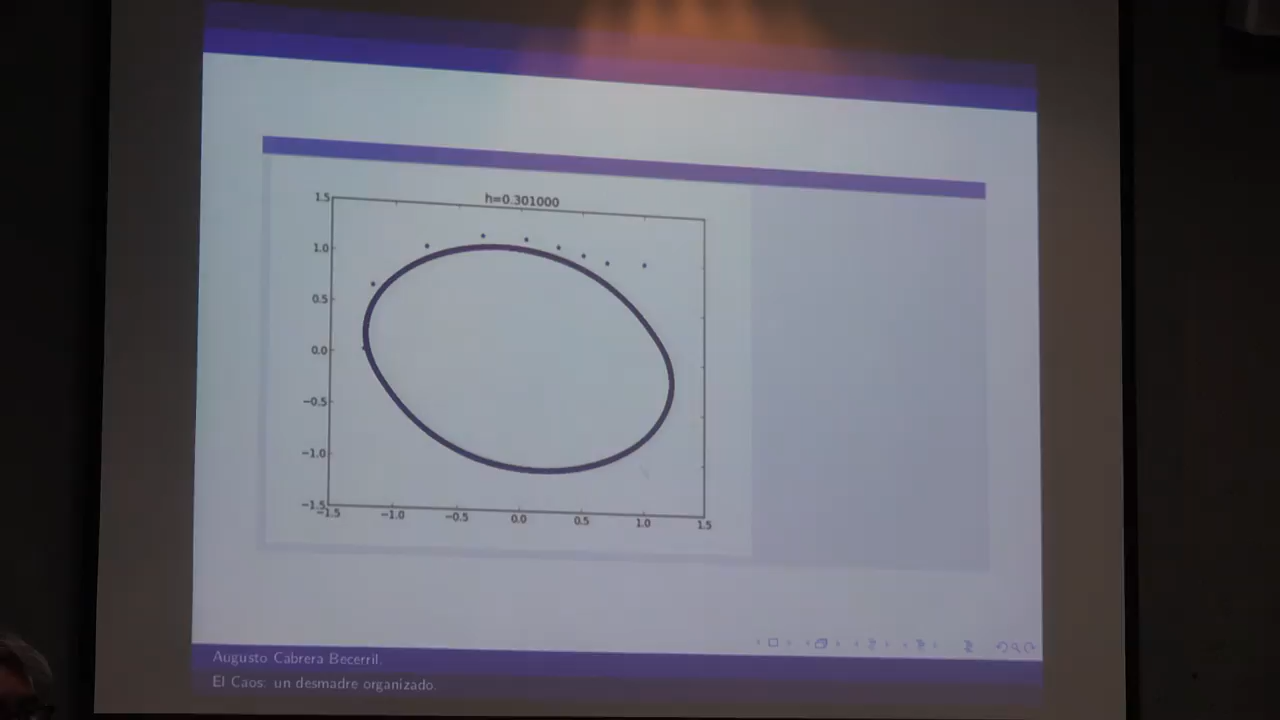 h=0.301000
1.5
1.0
0.5
0.0
−0.5
−1.0
−1.5
−1.5 −1.0 −0.5 0.0 0.5 1.0 1.5
Augusto Cabrera Becerril.
El Caos: un desmadre organizado.